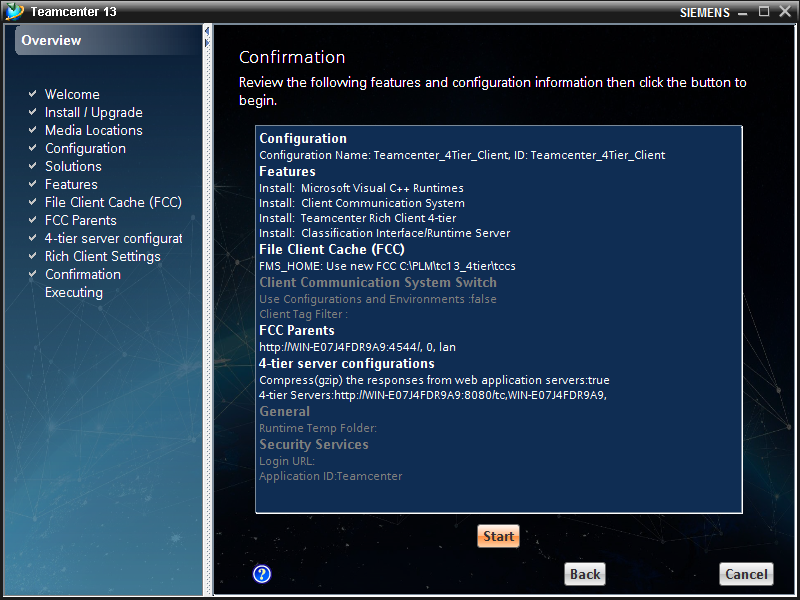 Teamcenter 13
SIEMENS
Overview
Welcome
Install / Upgrade
Media Locations
Configuration
Solutions
Features
File Client Cache (FCC)
FCC Parents
4-tier server configurat
Rich Client Settings
Confirmation
Executing
Confirmation
Review the following features and configuration information then click the button to
begin.
Configuration
Configuration Name: Teamcenter_4Tier_Client, ID: Teamcenter_4Tier_Client
Features
Install: Microsoft Visual C++ Runtimes
Install: Client Communication System
Install: Teamcenter Rich Client 4-tier
Install: Classification Interface/Runtime Server
File Client Cache (FCC)
FMS_HOME: Use new FCC C:\PLM\tc13_4tier\tccs
Client Communication System Switch
Use Configurations and Environments :false
Client Tag Filter :
FCC Parents
http://WIN-E07J4FDR9A9:4544/, 0, lan
4-tier server configurations
Compress(gzip) the responses from web application servers:true
4-tier Servers:http://WIN-E07J4FDR9A9:8080/tc,WIN-E07J4FDR9A9,
General
Runtime Temp Folder:
Security Services
Login URL:
Application ID:Teamcenter
Start
?
Back
Cancel